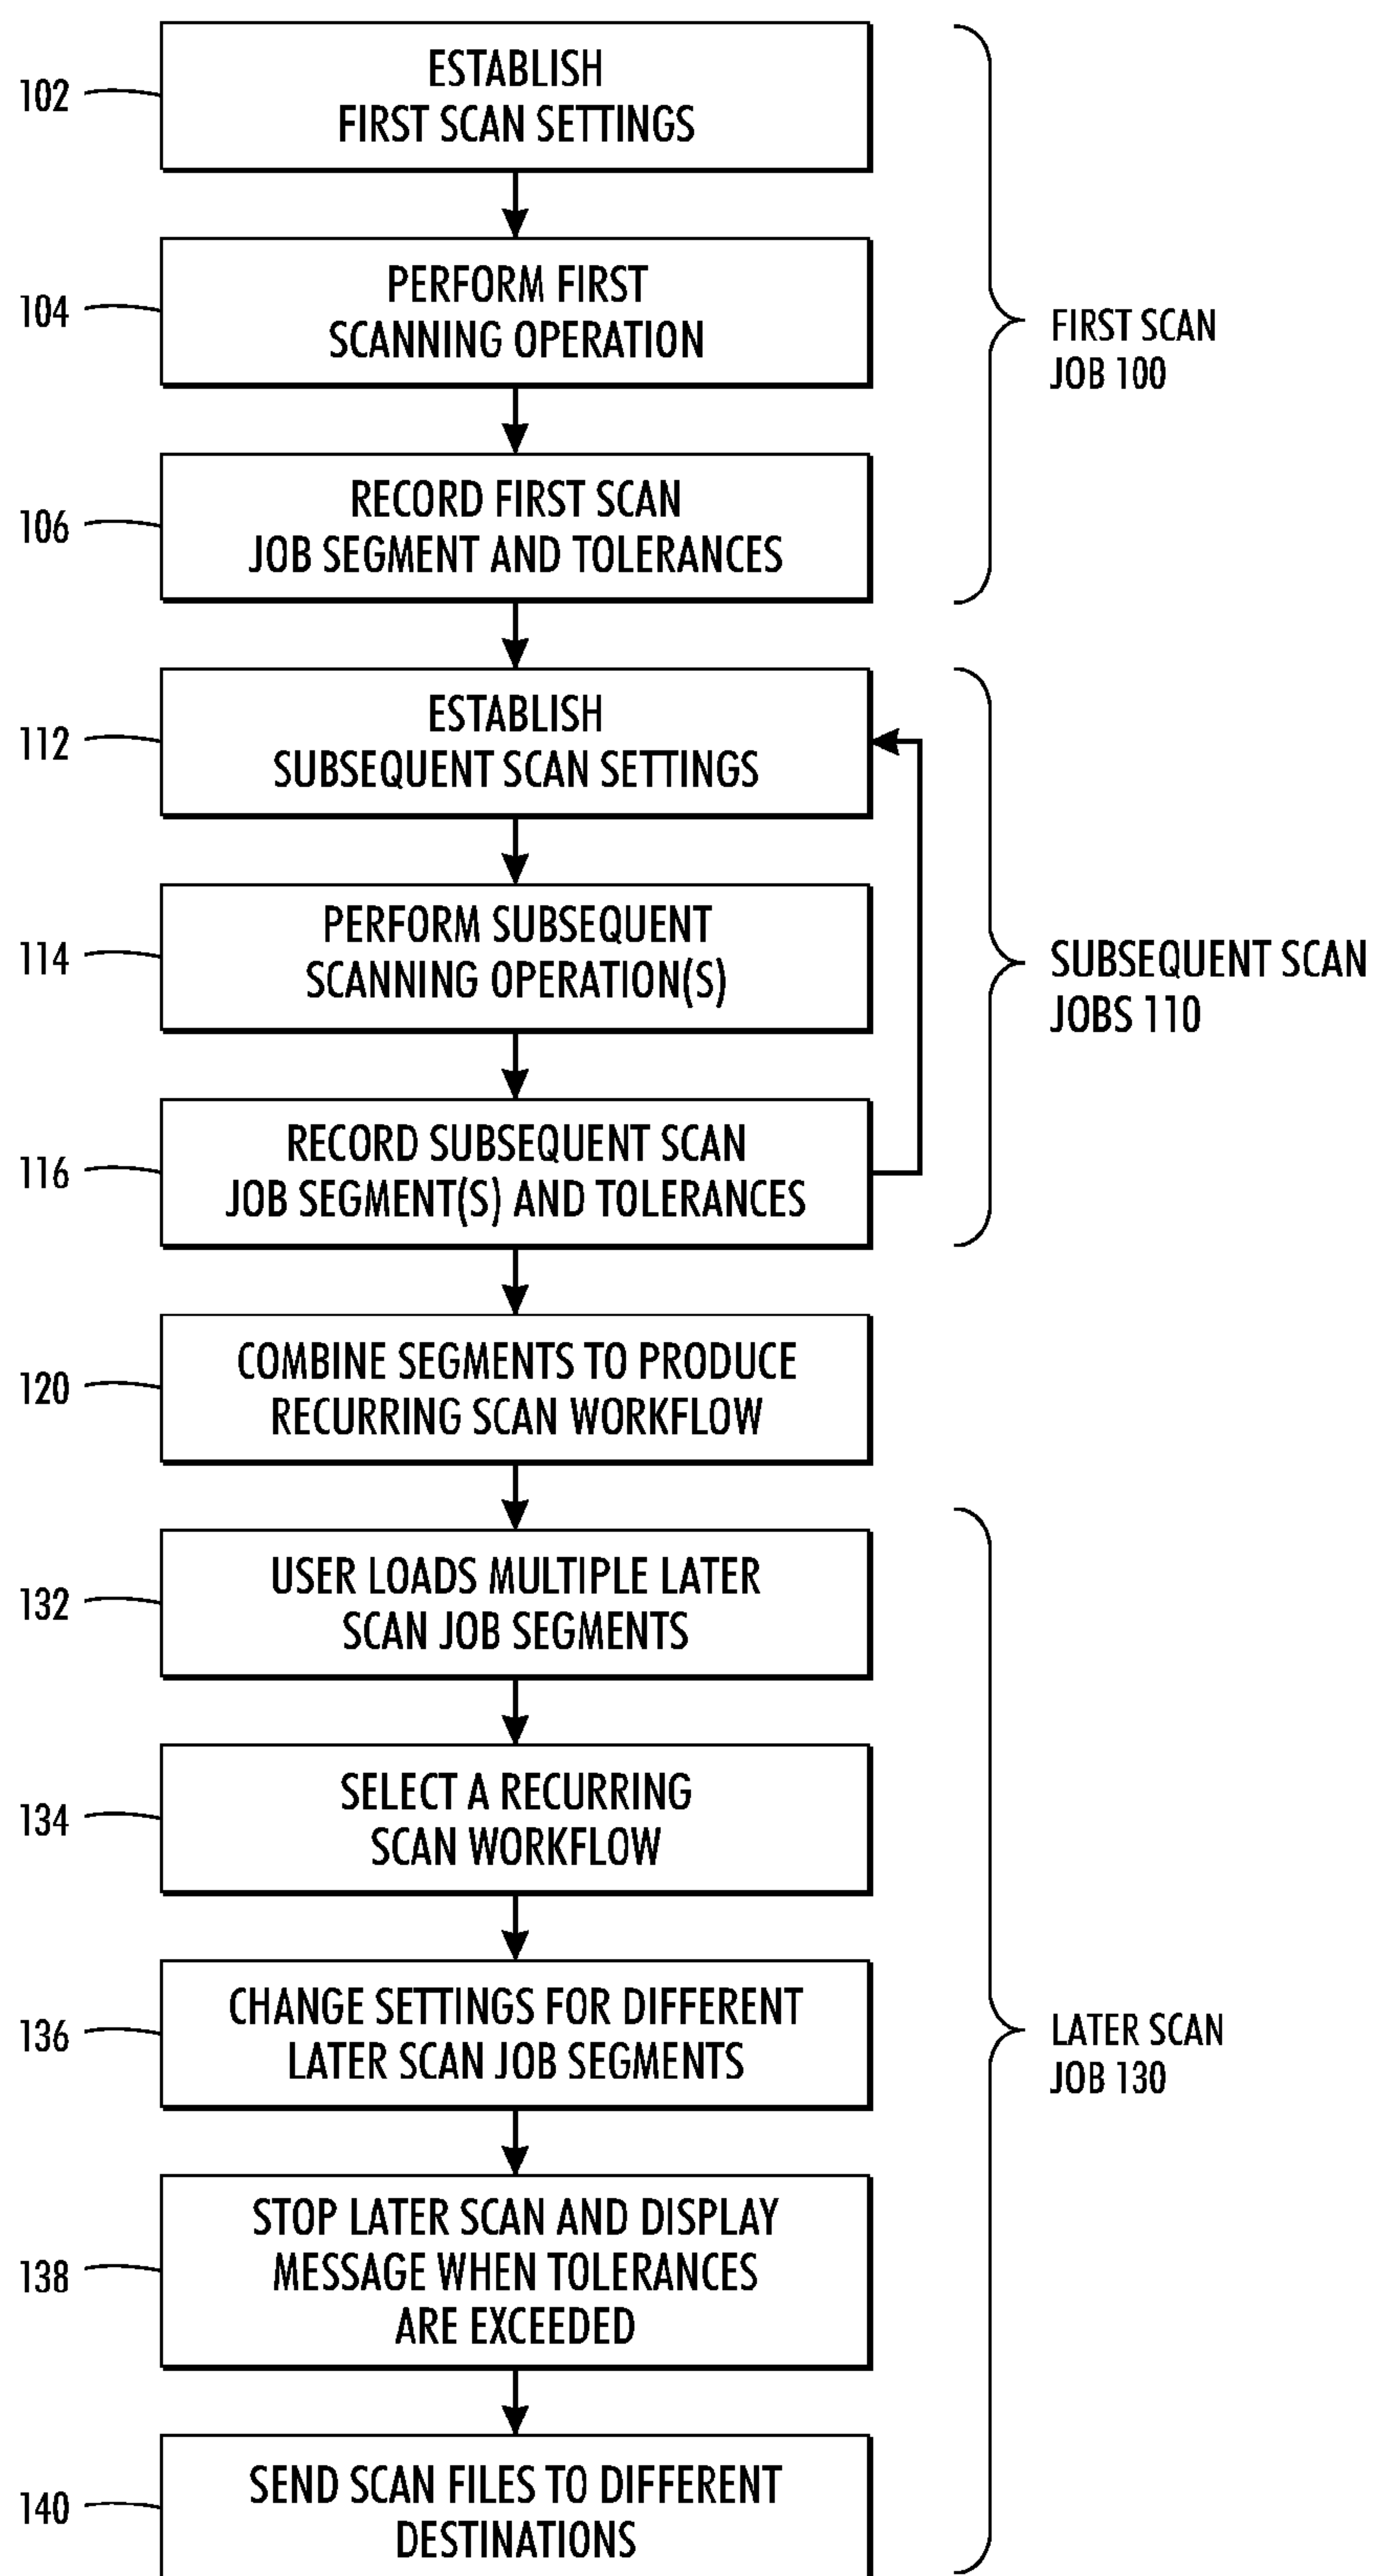 102
ESTABLISH
FIRST SCAN SETTINGS
104
PERFORM FIRST
SCANNING OPERATION
FIRST SCAN
JOB 100
106
RECORD FIRST SCAN
JOB SEGMENT AND TOLERANCES
112
ESTABLISH
SUBSEQUENT SCAN SETTINGS
114
PERFORM SUBSEQUENT
SCANNING OPERATION(S)
SUBSEQUENT SCAN
JOBS 110
116
RECORD SUBSEQUENT SCAN
JOB SEGMENT(S) AND TOLERANCES
120
COMBINE SEGMENTS TO PRODUCE
RECURRING SCAN WORKFLOW
132
USER LOADS MULTIPLE LATER
SCAN JOB SEGMENTS
134
SELECT A RECURRING
SCAN WORKFLOW
136
CHANGE SETTINGS FOR DIFFERENT
LATER SCAN JOB SEGMENTS
LATER SCAN
JOB 130
138
STOP LATER SCAN AND DISPLAY
MESSAGE WHEN TOLERANCES
ARE EXCEEDED
140
SEND SCAN FILES TO DIFFERENT
DESTINATIONS